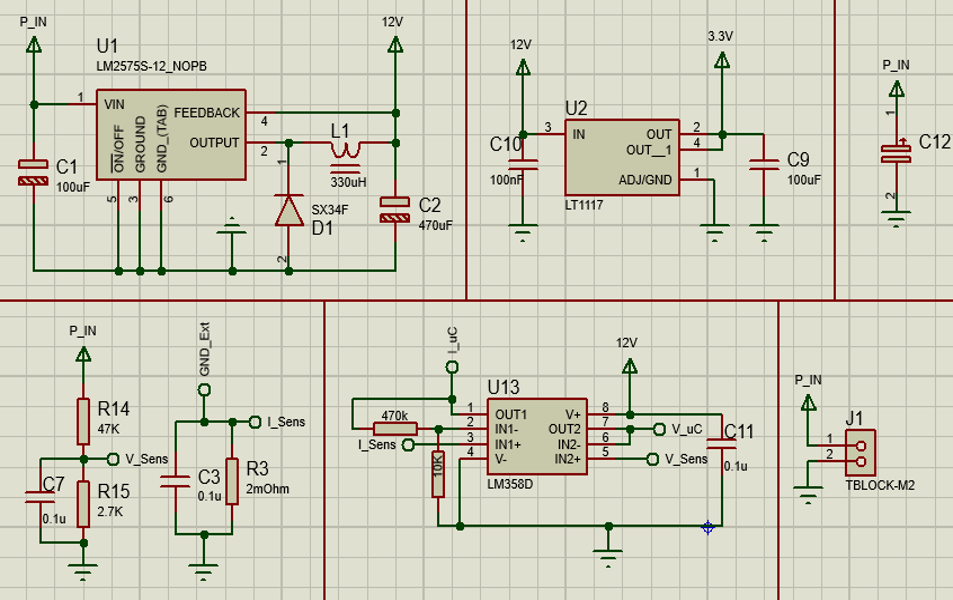 P_IN
U1
LM2575S-12_NOPB
12V
1
VIN
FEEDBACK
4
OUTPUT
2
ON/OFF
GROUND
GND_(TAB)
5
3
6
C1
100uF
L1
330uH
1
SX34F
D1
2
C2
470uF
12V
3.3V
U2
C10
100nF
3
IN
OUT
2
OUT__1
4
ADJ/GND
1
LT1117
C9
100uF
P_IN
1
C12
2
P_IN
R14
47K
V_Sens
C7
0.1u
R15
2.7K
GND_Ext
I_Sens
C3
0.1u
R3
2mOhm
I_uC
U13
12V
470k
I_Sens
10K
1
OUT1
2
IN1-
3
IN1+
4
V-
V+
8
OUT2
7
IN2-
6
IN2+
5
LM358D
V_uC
V_Sens
C11
0.1u
P_IN
J1
1
2
TBLOCK-M2